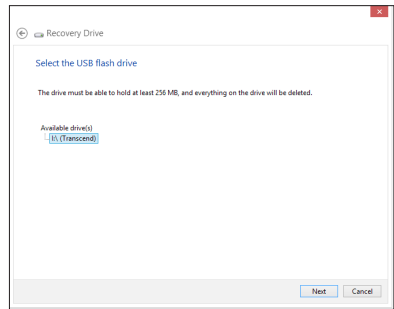 Recovery Drive
Select the USB flash drive
The drive must be able to hold at least 256 MB, and everything on the drive will be deleted.
Available drive(s)
I:\ (Transcend)
Next Cancel